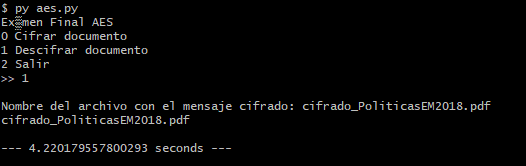 $ py aes.py
Examen Final AES
0 Cifrar documento
1 Descifrar documento
2 Salir
>> 1
Nombre del archivo con el mensaje cifrado: cifrado_PoliticasEM2018.pdf
cifrado_PoliticasEM2018.pdf
--- 4.220179557800293 seconds ---